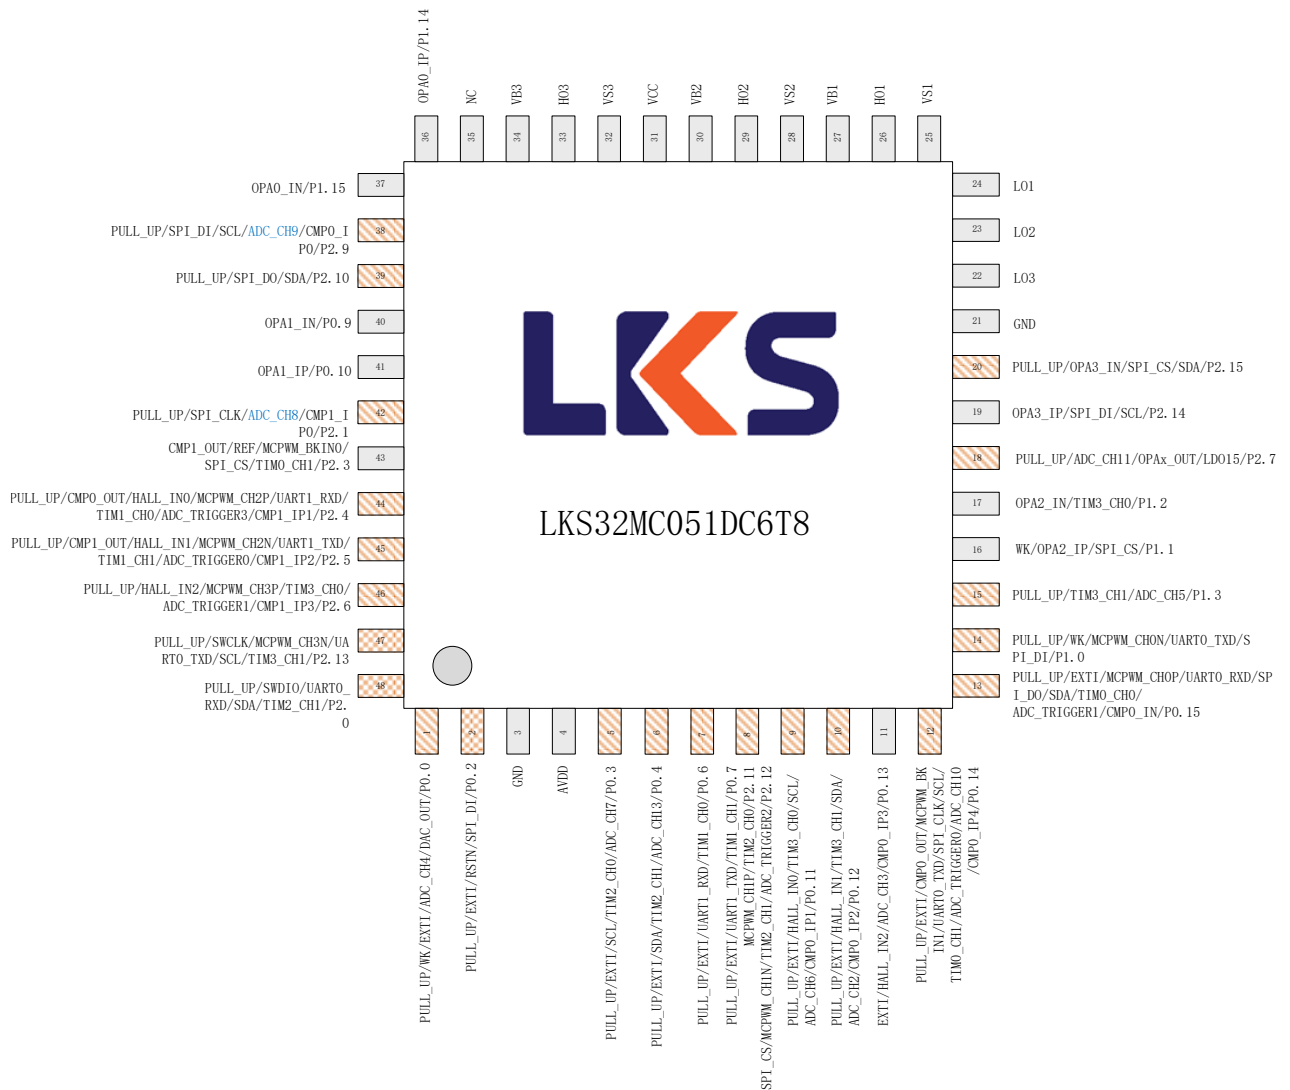 OPA0_IP/P1.14
NC
VB3
HO3
VS3
VCC
VB2
HO2
VS2
VB1
HO1
VS1
36
35
34
33
32
31
30
29
28
27
26
25
OPA0_IN/P1.15
37
PULL_UP/SPI_DI/SCL/ADC_CH9/CMP0_I
P0/P2.9
38
PULL_UP/SPI_DO/SDA/P2.10
39
OPA1_IN/P0.9
40
OPA1_IP/P0.10
41
PULL_UP/SPI_CLK/ADC_CH8/CMP1_I
P0/P2.1
42
CMP1_OUT/REF/MCPWM_BKIN0/
SPI_CS/TIM0_CH1/P2.3
43
PULL_UP/CMP0_OUT/HALL_IN0/MCPWM_CH2P/UART1_RXD/
TIM1_CH0/ADC_TRIGGER3/CMP1_IP1/P2.4
44
PULL_UP/CMP1_OUT/HALL_IN1/MCPWM_CH2N/UART1_TXD/
TIM1_CH1/ADC_TRIGGER0/CMP1_IP2/P2.5
45
PULL_UP/HALL_IN2/MCPWM_CH3P/TIM3_CH0/
ADC_TRIGGER1/CMP1_IP3/P2.6
46
PULL_UP/SWCLK/MCPWM_CH3N/UA
RT0_TXD/SCL/TIM3_CH1/P2.13
47
PULL_UP/SWDIO/UART0_
RXD/SDA/TIM2_CH1/P2.
0
48
LKS
LKS32MC051DC6T8
24
LO1
23
LO2
22
LO3
21
GND
20
PULL_UP/OPA3_IN/SPI_CS/SDA/P2.15
19
OPA3_IP/SPI_DI/SCL/P2.14
18
PULL_UP/ADC_CH11/OPAx_OUT/LDO15/P2.7
17
OPA2_IN/TIM3_CH0/P1.2
16
WK/OPA2_IP/SPI_CS/P1.1
15
PULL_UP/TIM3_CH1/ADC_CH5/P1.3
14
PULL_UP/WK/MCPWM_CH0N/UART0_TXD/S
PI_DI/P1.0
13
PULL_UP/EXTI/MCPWM_CH0P/UART0_RXD/SP
I_DO/SDA/TIM0_CH0/
ADC_TRIGGER1/CMP0_IN/P0.15
1
2
3
4
5
6
7
8
9
10
11
12
PULL_UP/WK/EXTI/ADC_CH4/DAC_OUT/P0.0
PULL_UP/EXTI/RSTN/SPI_DI/P0.2
GND
AVDD
PULL_UP/EXTI/SCL/TIM2_CH0/ADC_CH7/P0.3
PULL_UP/EXTI/SDA/TIM2_CH1/ADC_CH13/P0.4
PULL_UP/EXTI/UART1_RXD/TIM1_CH0/P0.6
PULL_UP/EXTI/UART1_TXD/TIM1_CH1/P0.7
MCPWM_CH1P/TIM2_CH0/P2.11
SPI_CS/MCPWM_CH1N/TIM2_CH1/ADC_TRIGGER2/P2.12
PULL_UP/EXTI/HALL_IN0/TIM3_CH0/SCL/
ADC_CH6/CMP0_IP1/P0.11
PULL_UP/EXTI/HALL_IN1/TIM3_CH1/SDA/
ADC_CH2/CMP0_IP2/P0.12
EXTI/HALL_IN2/ADC_CH3/CMP0_IP3/P0.13
PULL_UP/EXTI/CMP0_OUT/MCPWM_BK
IN1/UART0_TXD/SPI_CLK/SCL/
TIM0_CH1/ADC_TRIGGER0/ADC_CH10
/CMP0_IP4/P0.14